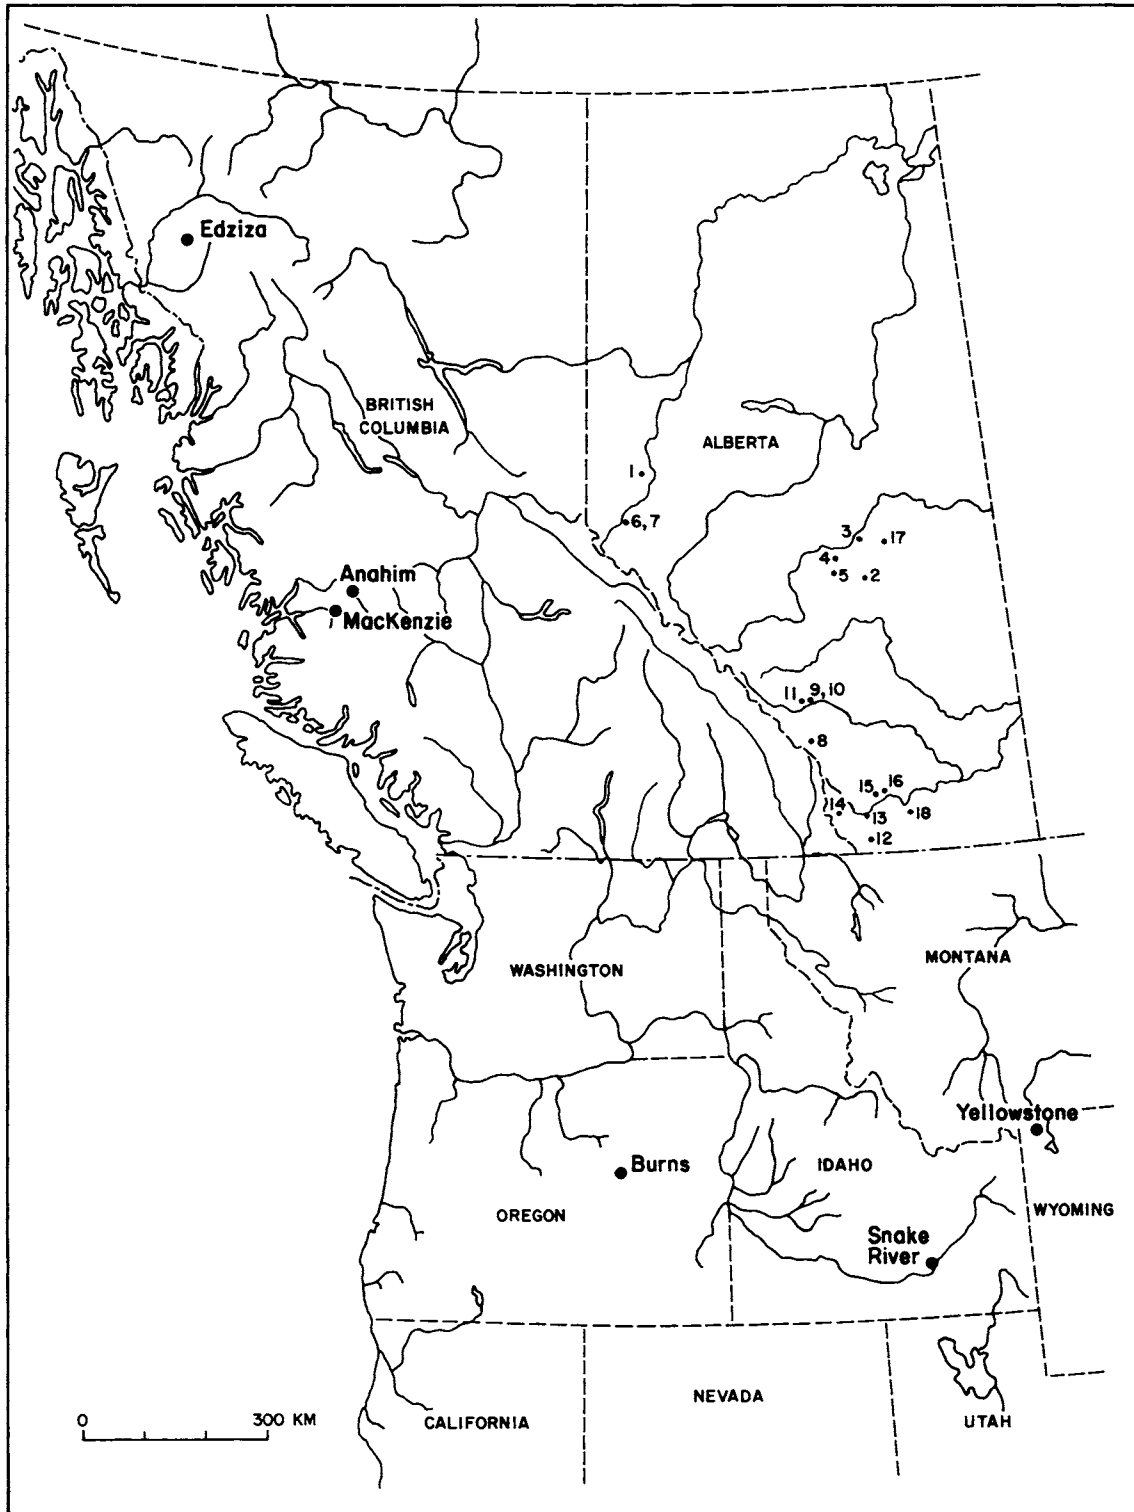 Edziza
BRITISH
COLUMBIA
ALBERTA
1
6,7
3
17
4
5
2
Anahim
MacKenzie
11
9,10
8
15
16
14
13
18
12
WASHINGTON
MONTANA
Yellowstone
Burns
IDAHO
OREGON
WYOMING
Snake
River
NEVADA
CALIFORNIA
UTAH
0
300 KM